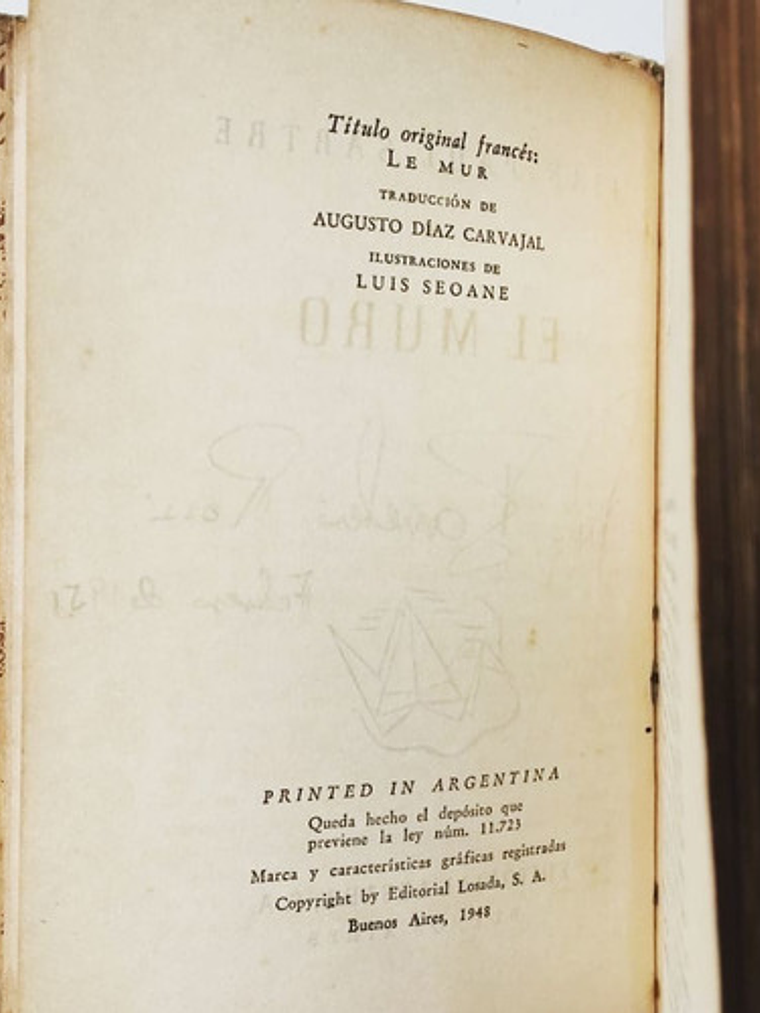 Título original francés:
LE MUR
TRADUCCIÓN DE
AUGUSTO DÍAZ CARVAJAL
ILUSTRACIONES DE
LUIS SEOANE
EL MURO
PRINTED IN ARGENTINA
Queda hecho el depósito que
previene la ley núm. 11.723
Marca y características gráficas registradas
Copyright by Editorial Losada, S. A.
Buenos Aires, 1948